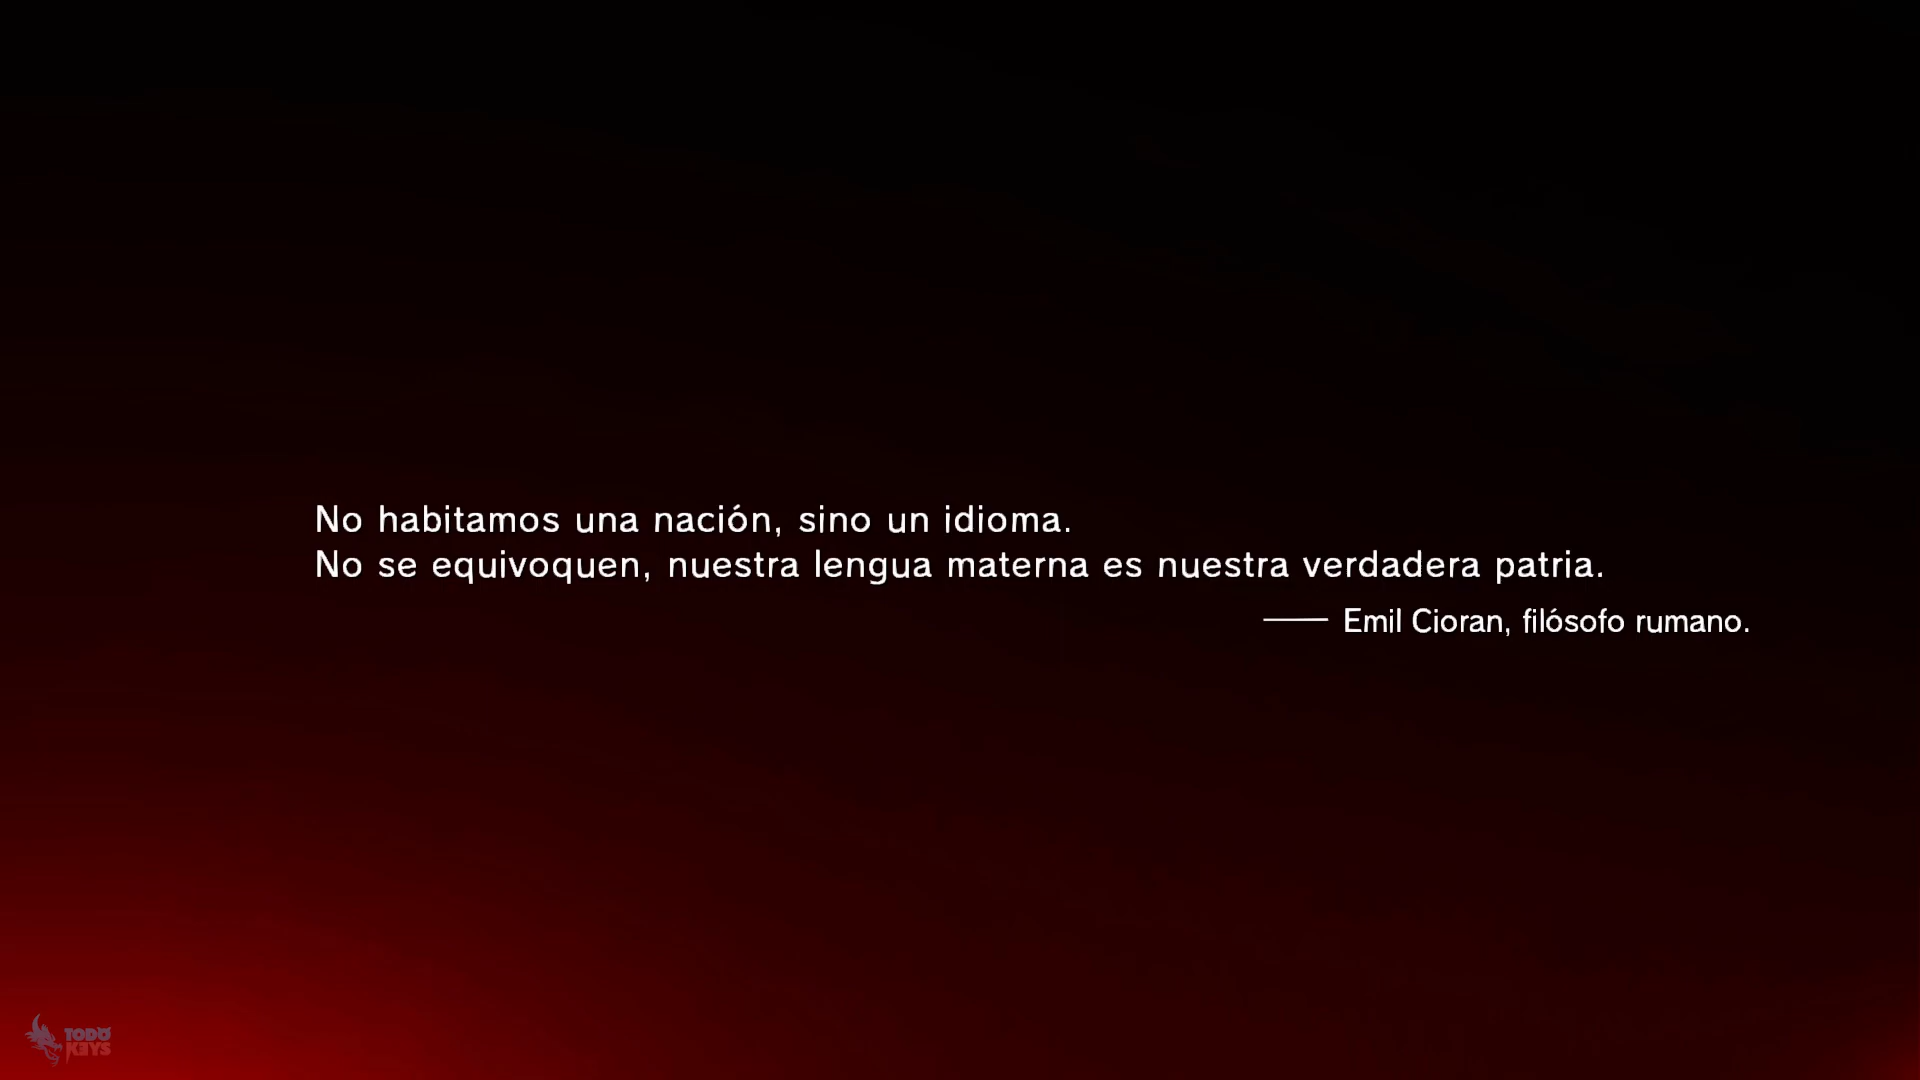 No habitamos una nación, sino un idioma.
No se equivoquen, nuestra lengua materna es nuestra verdadera patria.
—— Emil Cioran, filósofo rumano.
TODO
KEYS